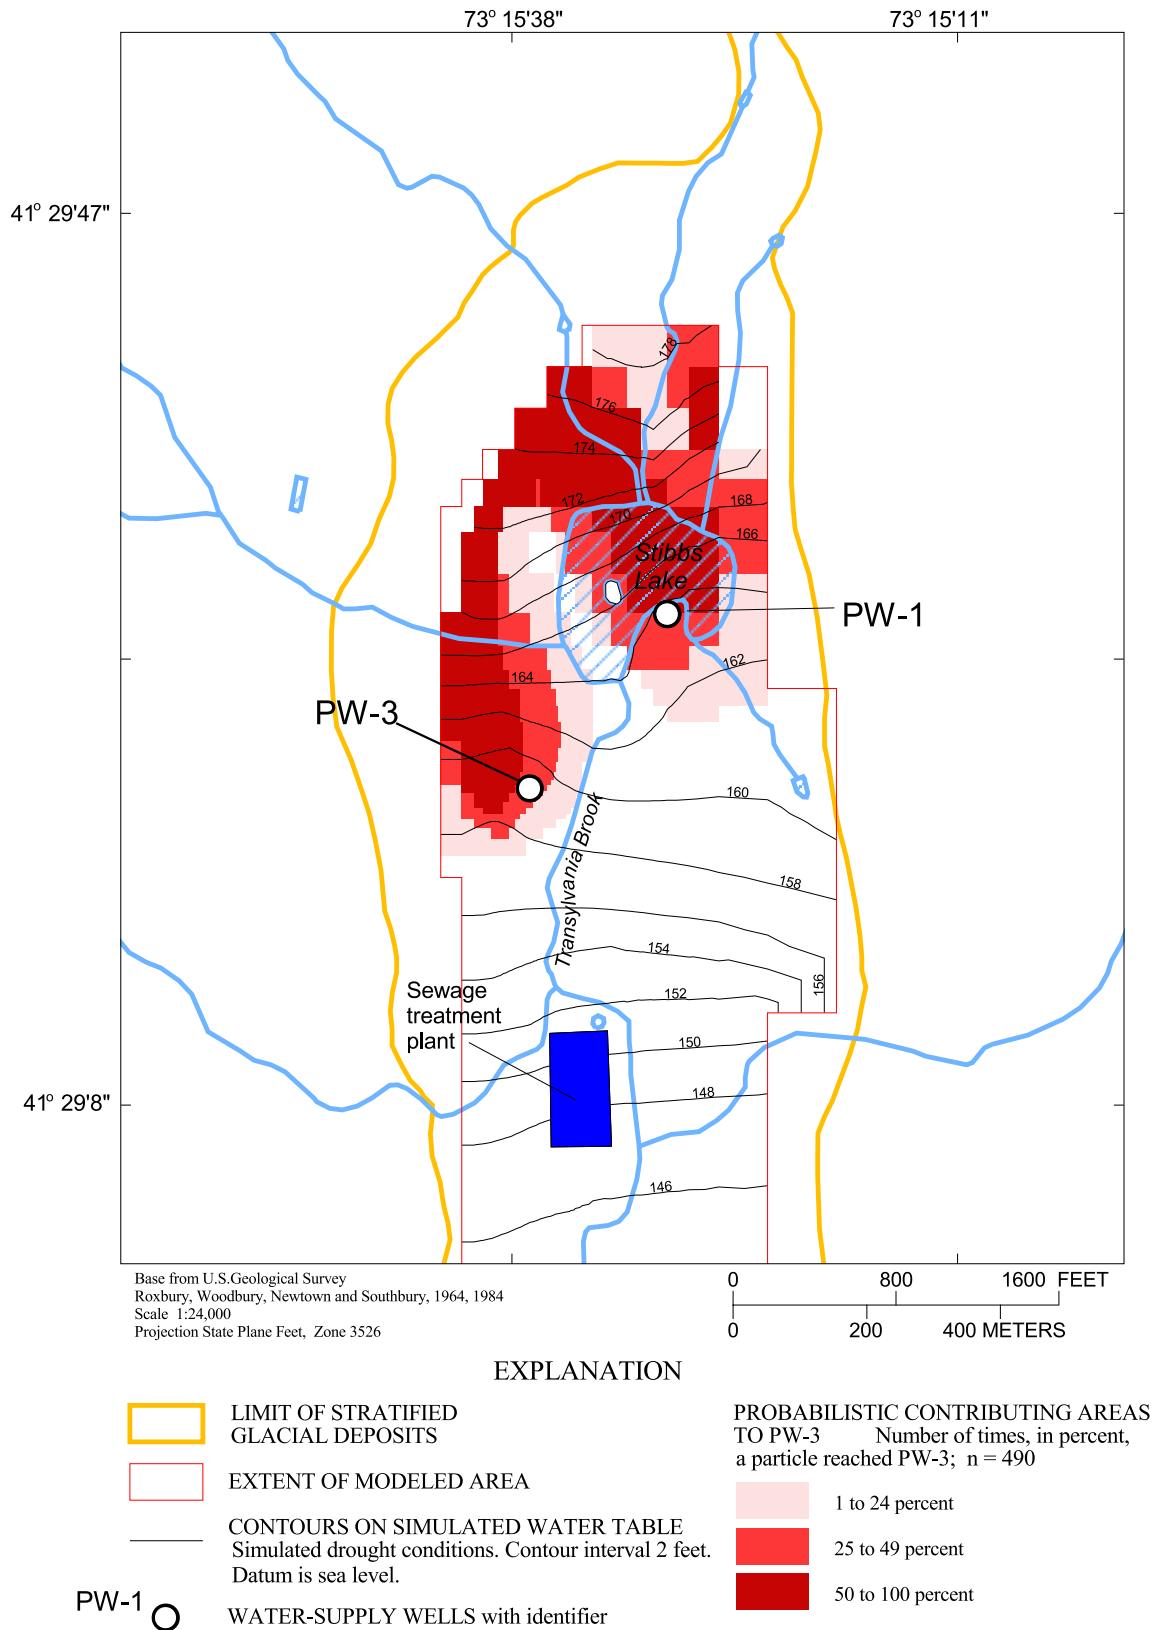 73° 15'38"
73° 15'11"
41° 29'47"
178
176
174
172
170
168
166
Stibbs
Lake
PW-1
162
164
PW-3
160
Transylvania Brook
158
154
156
Sewage
treatment
plant
152
150
148
41° 29'8"
146
Base from U.S.Geological Survey
Roxbury, Woodbury, Newtown and Southbury, 1964, 1984
Scale 1:24,000
Projection State Plane Feet, Zone 3526
0 800 1600 FEET
0 200 400 METERS
EXPLANATION
LIMIT OF STRATIFIED
GLACIAL DEPOSITS
EXTENT OF MODELED AREA
CONTOURS ON SIMULATED WATER TABLE
Simulated drought conditions. Contour interval 2 feet.
Datum is sea level.
PW-1
WATER-SUPPLY WELLS with identifier
PROBABILISTIC CONTRIBUTING AREAS
TO PW-3 Number of times, in percent,
a particle reached PW-3; n = 490
1 to 24 percent
25 to 49 percent
50 to 100 percent